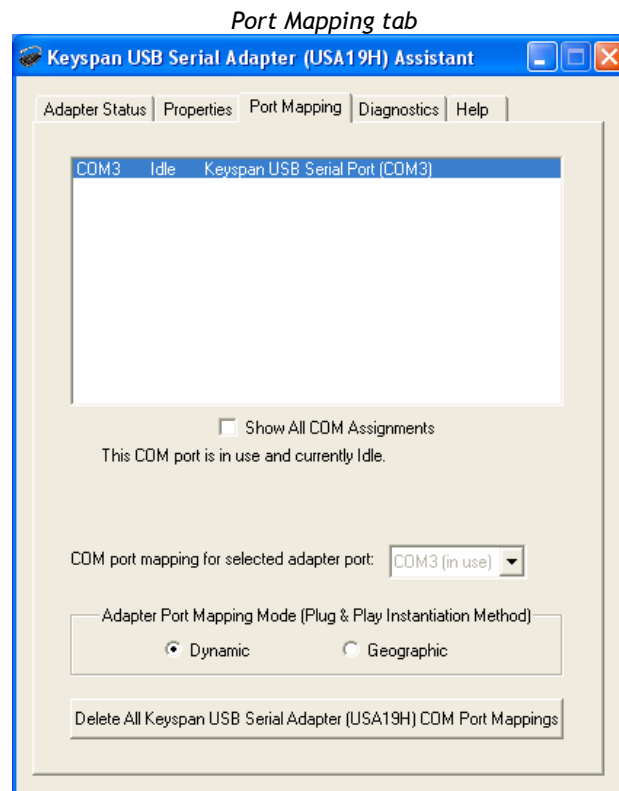 Port Mapping tab
Keyspan USB Serial Adapter (USA19H) Assistant
Adapter Status Properties Port Mapping Diagnostics Help
COM3 Idle Keyspan USB Serial Port (COM3)
Show All COM Assignments
This COM port is in use and currently Idle.
COM port mapping for selected adapter port: COM3 (in use)
Adapter Port Mapping Mode (Plug & Play Instantiation Method)
Dynamic Geographic
Delete All Keyspan USB Serial Adapter (USA19H) COM Port Mappings